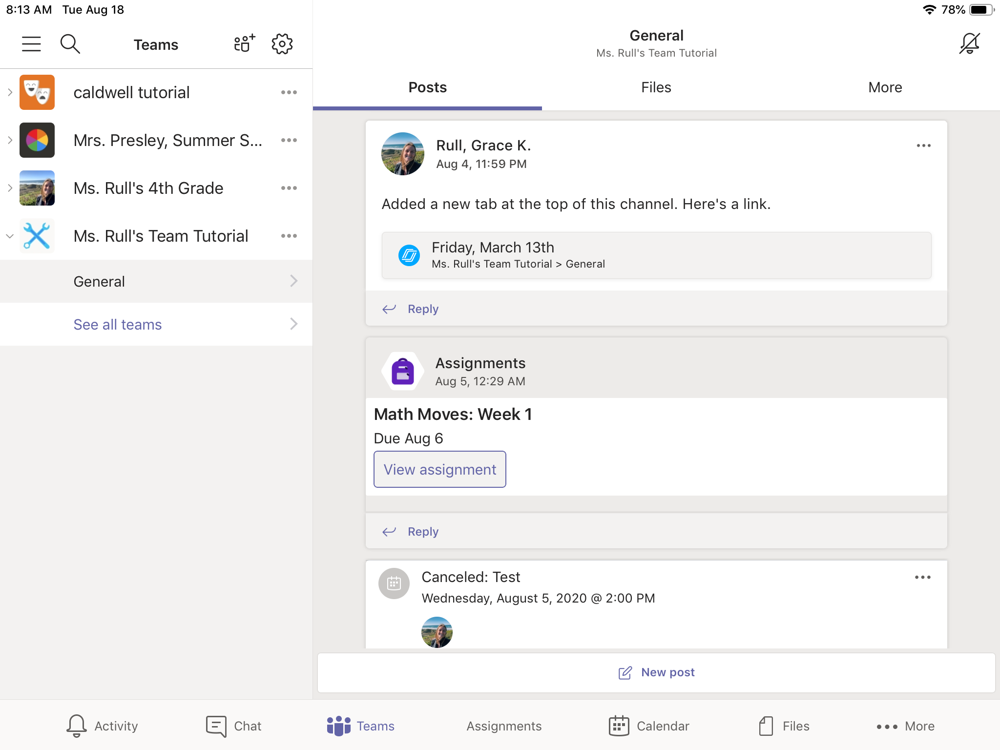 8:13 AM Tue Aug 18
78%
Teams
caldwell tutorial
Mrs. Presley, Summer S...
Ms. Rull's 4th Grade
Ms. Rull's Team Tutorial
General
See all teams
General
Ms. Rull's Team Tutorial
Posts
Files
More
Rull, Grace K.
Aug 4, 11:59 PM
Added a new tab at the top of this channel. Here's a link.
Friday, March 13th
Ms. Rull's Team Tutorial > General
Reply
Assignments
Aug 5, 12:29 AM
Math Moves: Week 1
Due Aug 6
View assignment
Reply
Canceled: Test
Wednesday, August 5, 2020 @ 2:00 PM
New post
Activity
Chat
Teams
Assignments
Calendar
Files
More